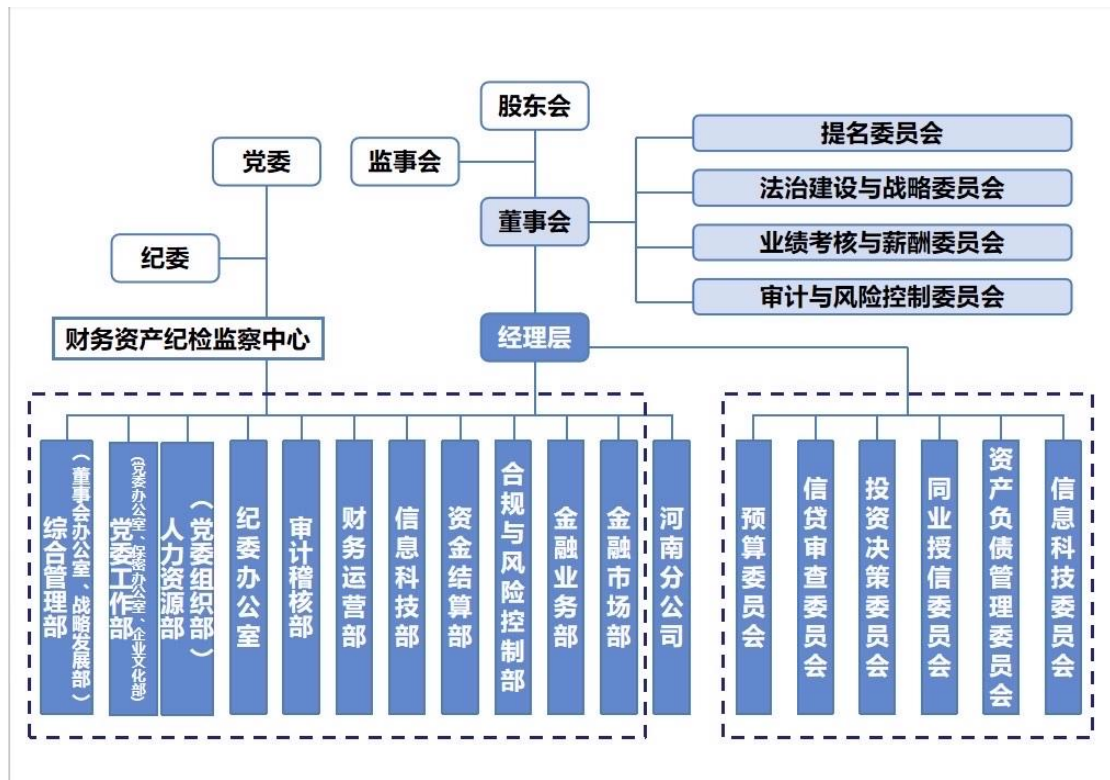 股东会
提名委员会
党委
监事会
法治建设与战略委员会
董事会
业绩考核与薪酬委员会
纪委
审计与风险控制委员会
财务资产纪检监察中心
经理层
综合管理部
（董事会办公室、战略发展部）
党委工作部
（党委办公室、保密办公室、企业文化部）
人力资源部
（党委组织部）
纪委办公室
审计稽核部
财务运营部
信息科技部
资金结算部
合规与风险控制部
金融业务部
金融市场部
河南分公司
预算委员会
信贷审查委员会
投资决策委员会
同业授信委员会
资产负债管理委员会
信息科技委员会